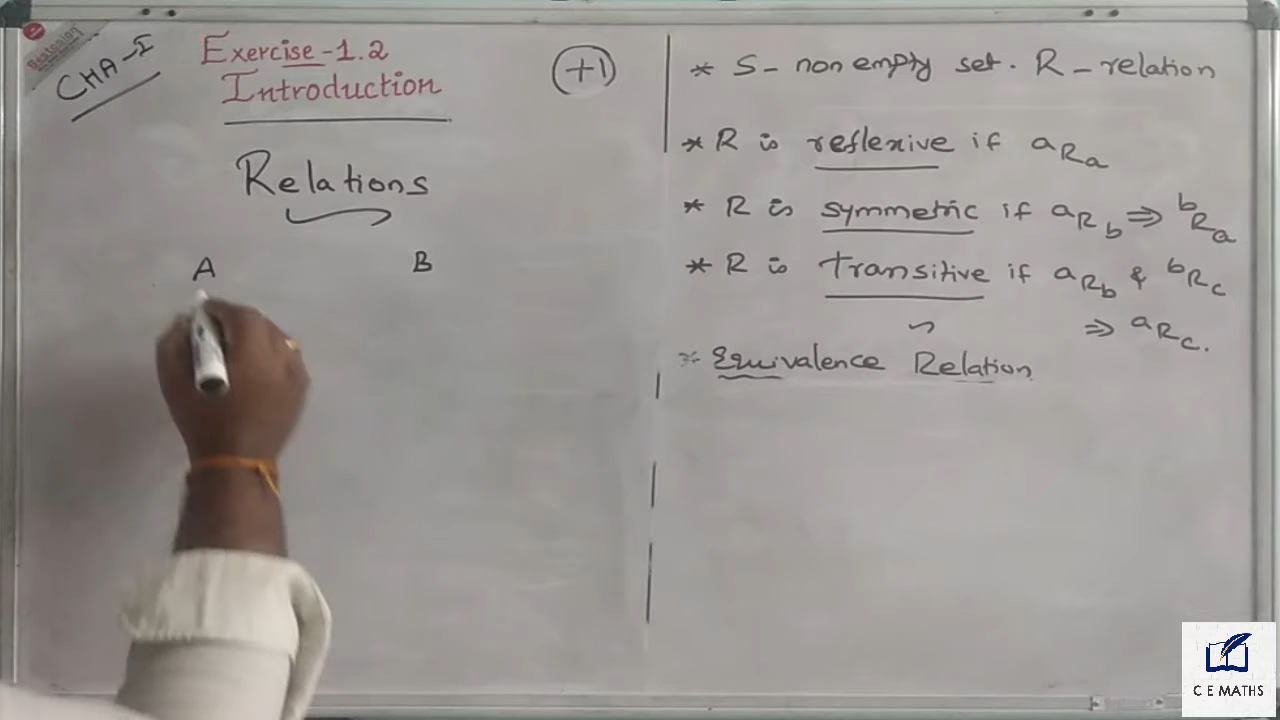 CHA-I
Exercise-1.2
Introduction
+1
Relations
A B
* S - non empty set. R - relation
* R is reflexive if aRa
* R is symmetric if aRb ⇒ bRa
* R is transitive if aRb & bRc
⇒ aRc.
* Equivalence Relation
C E MATHS